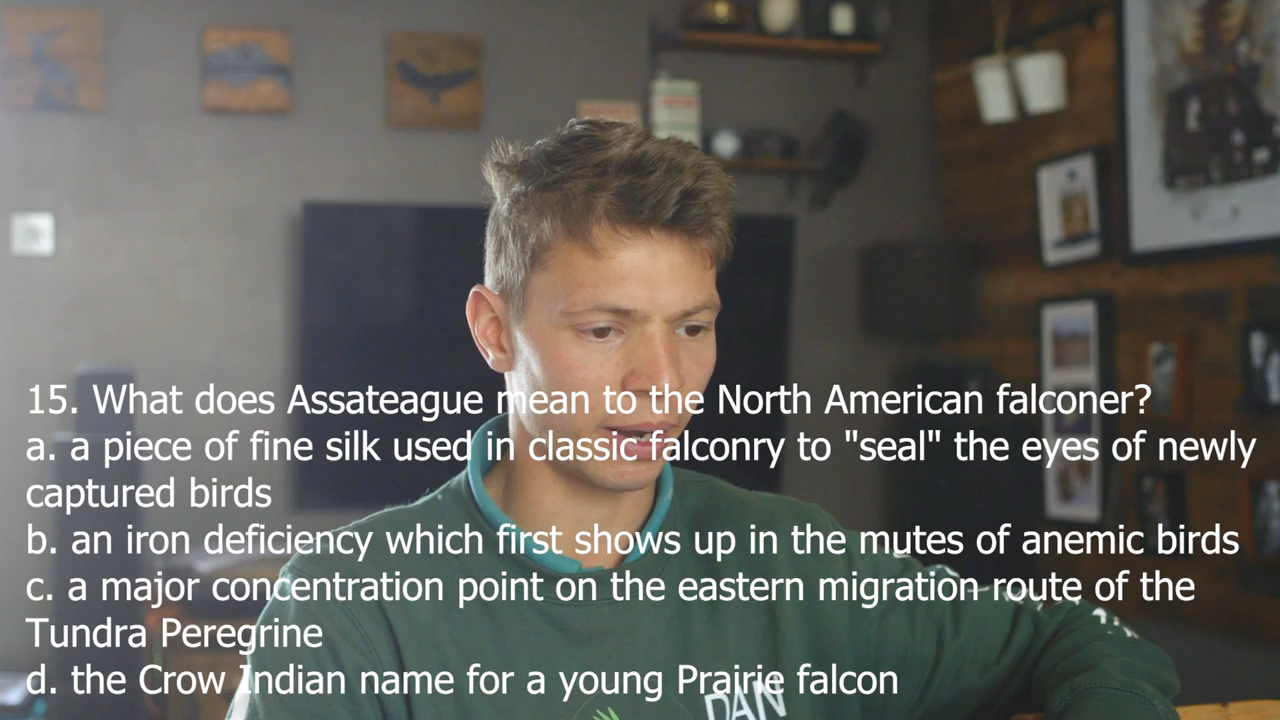 15. What does Assateague mean to the North American falconer?
a. a piece of fine silk used in classic falconry to "seal" the eyes of newly
captured birds
b. an iron deficiency which first shows up in the mutes of anemic birds
c. a major concentration point on the eastern migration route of the
Tundra Peregrine
d. the Crow Indian name for a young Prairie falcon
DAN